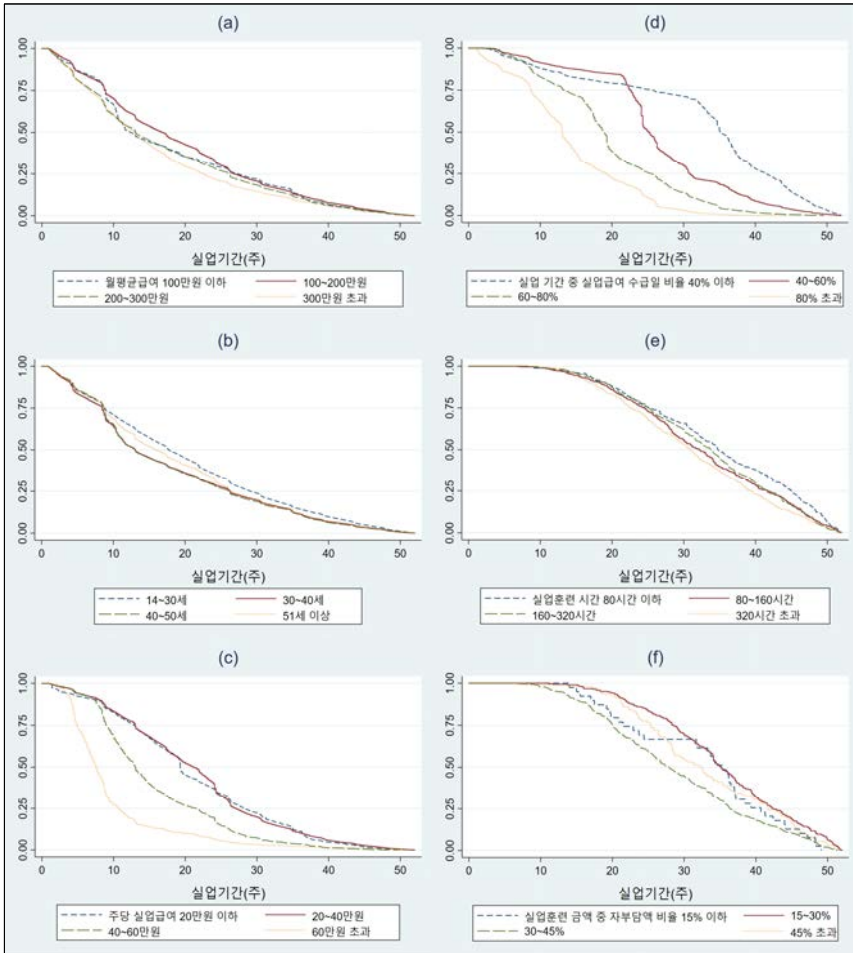 (a)
1.00
0.75
0.50
0.25
0.00
0 10 20 30 40 50
실업기간(주)
월평균급여 100만원 이하 100~200만원
200~300만원 300만원 초과
(d)
1.00
0.75
0.50
0.25
0.00
0 10 20 30 40 50
실업기간(주)
실업 기간 중 실업급여 수급일 비율 40% 이하 40~60%
60~80% 80% 초과
(b)
1.00
0.75
0.50
0.25
0.00
0 10 20 30 40 50
실업기간(주)
14~30세 30~40세
40~50세 51세 이상
(e)
1.00
0.75
0.50
0.25
0.00
0 10 20 30 40 50
실업기간(주)
실업훈련 시간 80시간 이하 80~160시간
160~320시간 320시간 초과
(c)
1.00
0.75
0.50
0.25
0.00
0 10 20 30 40 50
실업기간(주)
주당 실업급여 20만원 이하 20~40만원
40~60만원 60만원 초과
(f)
1.00
0.75
0.50
0.25
0.00
0 10 20 30 40 50
실업기간(주)
실업훈련 금액 중 자부담액 비율 15% 이하 15~30%
30~45% 45% 초과